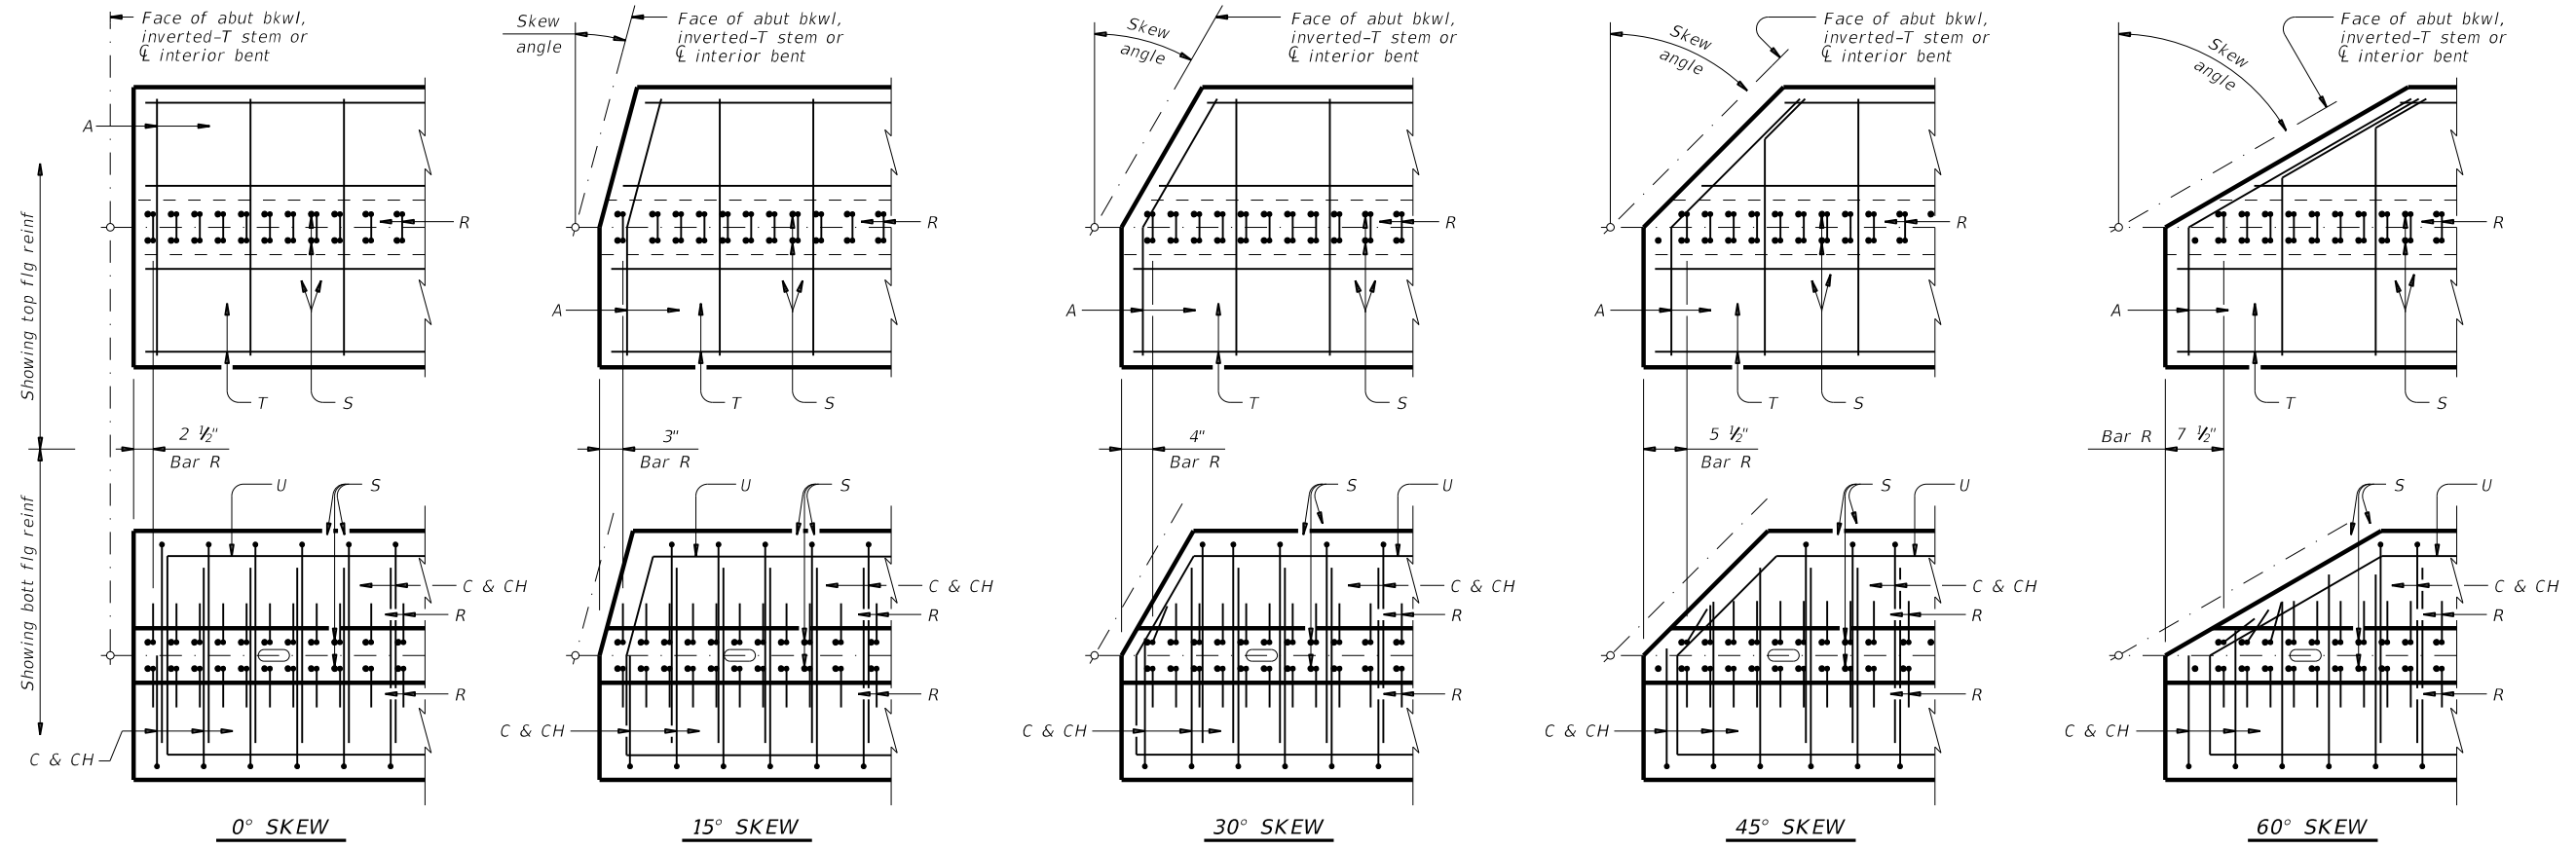 Face of abut bkwl,
inverted-T stem or
℄ interior bent
Skew
angle
Face of abut bkwl,
inverted-T stem or
℄ interior bent
Skew
angle
Face of abut bkwl,
inverted-T stem or
℄ interior bent
Skew
angle
Face of abut bkwl,
inverted-T stem or
℄ interior bent
Skew
angle
Face of abut bkwl,
inverted-T stem or
℄ interior bent
Showing top flg reinf
A
R
T
S
A
R
T
S
A
R
T
S
A
R
T
S
A
R
T
S
2 ½"
Bar R
3"
Bar R
4"
Bar R
5 ½"
Bar R
Bar R 7 ½"
Showing bott flg reinf
U
S
C & CH
R
R
C & CH
U
S
C & CH
R
R
C & CH
S
U
C & CH
R
R
C & CH
S
U
C & CH
R
R
C & CH
S
U
C & CH
R
R
C & CH
0° SKEW
15° SKEW
30° SKEW
45° SKEW
60° SKEW